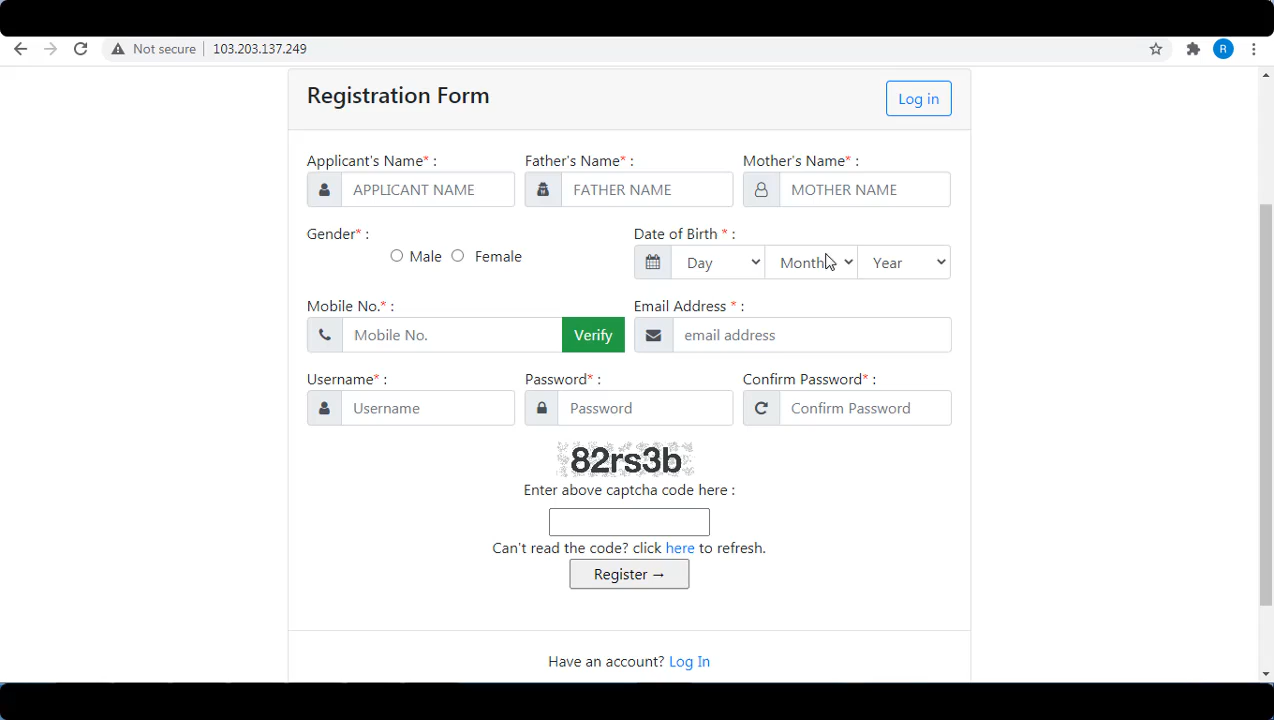 Not secure 103.203.137.249 R
Registration Form Log in
Applicant's Name* : Father's Name* : Mother's Name* :
APPLICANT NAME FATHER NAME MOTHER NAME
Gender* : Date of Birth * :
Male Female Day Month Year
Mobile No.* : Email Address * :
Mobile No. Verify email address
Username* : Password* : Confirm Password* :
Username Password Confirm Password
82rs3b
Enter above captcha code here :
Can't read the code? click here to refresh.
Register →
Have an account? Log In